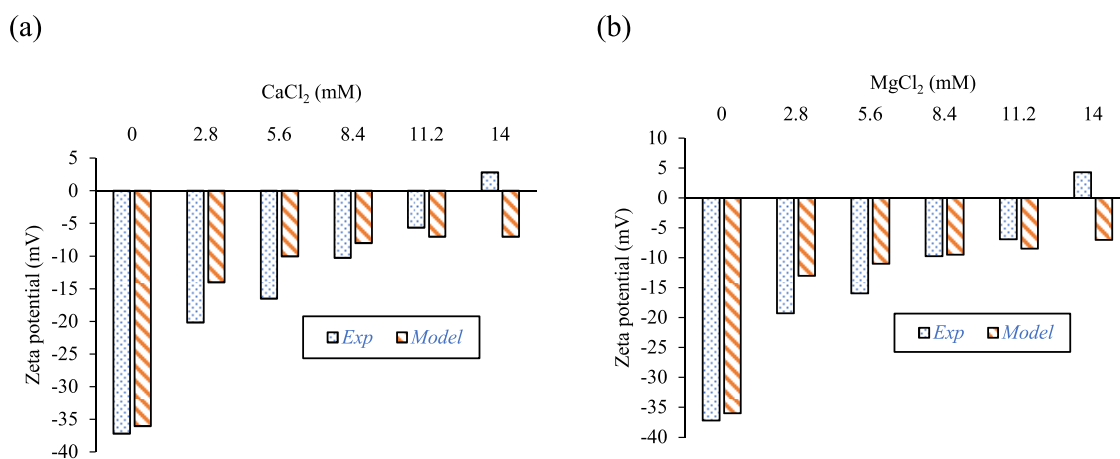 (a)
CaCl₂ (mM)
0 2.8 5.6 8.4 11.2 14
5
0
-5
-10
-15
-20
-25
-30
-35
-40
Zeta potential (mV)
Exp Model
(b)
MgCl₂ (mM)
0 2.8 5.6 8.4 11.2 14
10
5
0
-5
-10
-15
-20
-25
-30
-35
-40
Zeta potential (mV)
Exp Model